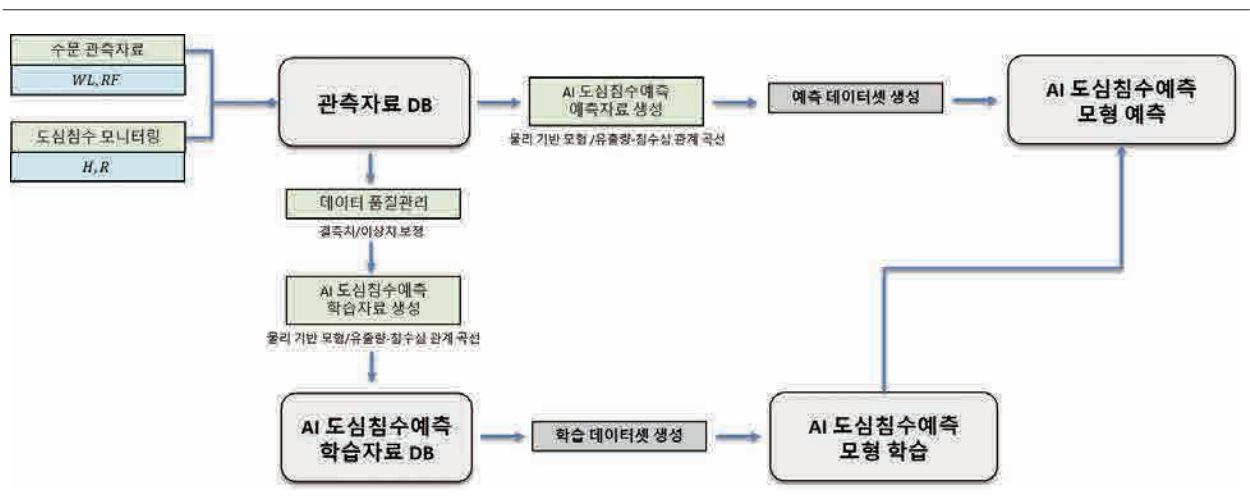 수문 관측자료
WL,RF
도심침수 모니터링
H,R
관측자료 DB
AI 도심침수예측
예측자료 생성
물리 기반 모형/유출량-침수심 관계 곡선
예측 데이터셋 생성
AI 도심침수예측
모형 예측
데이터 품질관리
결측치/이상치 보정
AI 도심침수예측
학습자료 생성
물리 기반 모형/유출량-침수심 관계 곡선
AI 도심침수예측
학습자료 DB
학습 데이터셋 생성
AI 도심침수예측
모형 학습